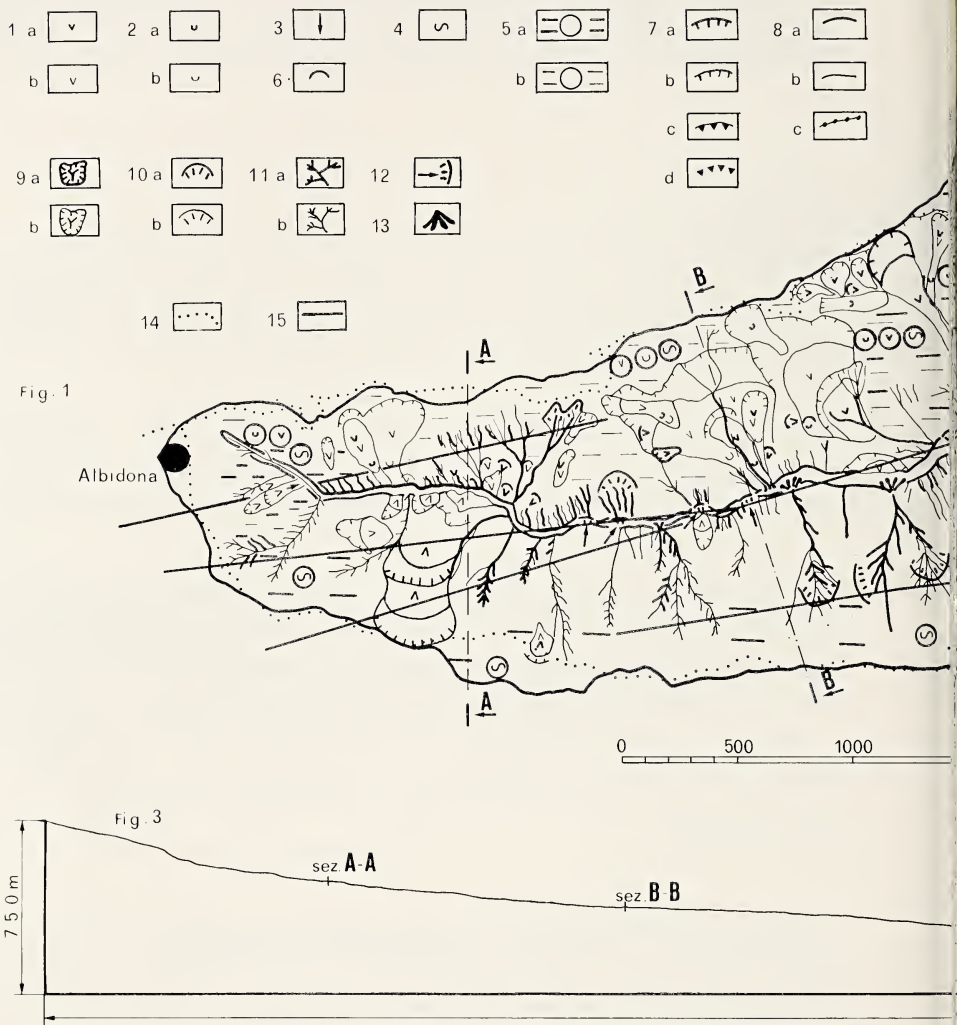 1 a v 2 a u 3 4 S 5 a 7 a 8 a
b v b u 6 b b b
c c
9 a 10 a 11 a 12 d
b b b 13
14 15
B
A
Fig. 1
Albidona
A
B
0 500 1000
Fig. 3
sez. A-A
sez. B-B
750m